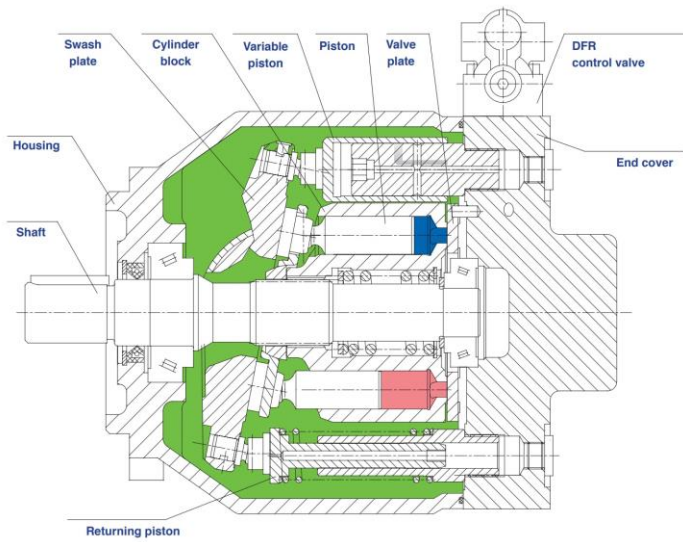 Swash
plate
Cylinder
block
Variable
piston
Piston
Valve
plate
DFR
control valve
Housing
End cover
Shaft
Returning piston